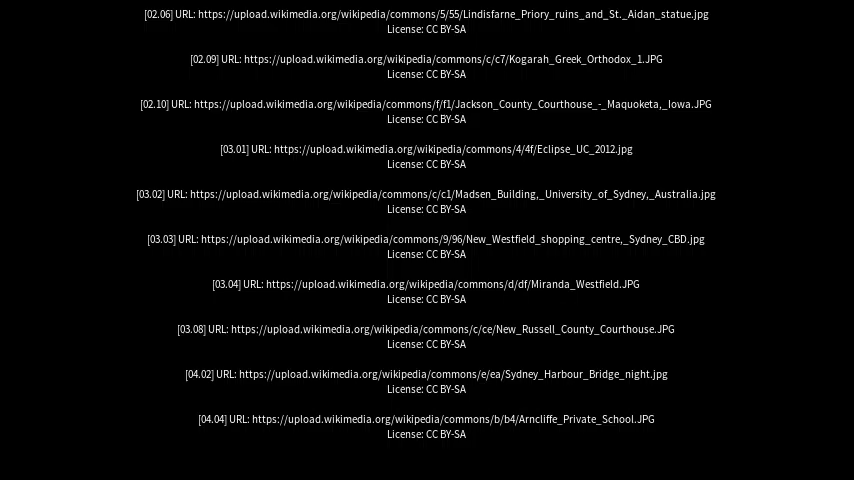 [02.06] URL: https://upload.wikimedia.org/wikipedia/commons/5/55/Lindisfarne_Priory_ruins_and_St._Aidan_statue.jpg
License: CC BY-SA
[02.09] URL: https://upload.wikimedia.org/wikipedia/commons/c/c7/Kogarah_Greek_Orthodox_1.JPG
License: CC BY-SA
[02.10] URL: https://upload.wikimedia.org/wikipedia/commons/f/f1/Jackson_County_Courthouse_-_Maquoketa,_Iowa.JPG
License: CC BY-SA
[03.01] URL: https://upload.wikimedia.org/wikipedia/commons/4/4f/Eclipse_UC_2012.jpg
License: CC BY-SA
[03.02] URL: https://upload.wikimedia.org/wikipedia/commons/c/c1/Madsen_Building,_University_of_Sydney,_Australia.jpg
License: CC BY-SA
[03.03] URL: https://upload.wikimedia.org/wikipedia/commons/9/96/New_Westfield_shopping_centre,_Sydney_CBD.jpg
License: CC BY-SA
[03.04] URL: https://upload.wikimedia.org/wikipedia/commons/d/df/Miranda_Westfield.JPG
License: CC BY-SA
[03.08] URL: https://upload.wikimedia.org/wikipedia/commons/c/ce/New_Russell_County_Courthouse.JPG
License: CC BY-SA
[04.02] URL: https://upload.wikimedia.org/wikipedia/commons/e/ea/Sydney_Harbour_Bridge_night.jpg
License: CC BY-SA
[04.04] URL: https://upload.wikimedia.org/wikipedia/commons/b/b4/Arncliffe_Private_School.JPG
License: CC BY-SA